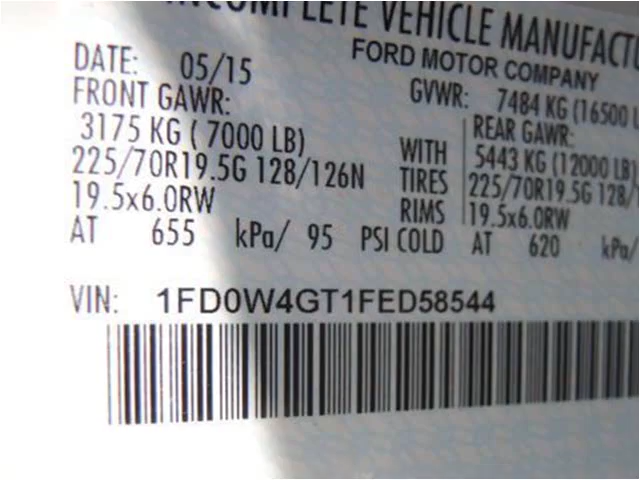 INCOMPLETE VEHICLE MANUFACTU
FORD MOTOR COMPANY
DATE: 05/15 GVWR: 7484 KG (16500 L
FRONT GAWR: REAR GAWR:
3175 KG ( 7000 LB) WITH 5443 KG (12000 LB)
225/70R19.5G 128/126N TIRES 225/70R19.5G 128/
19.5x6.0RW RIMS 19.5x6.0RW
AT 655 kPa/ 95 PSI COLD AT 620 kPa/
VIN: 1FD0W4GT1FED58544